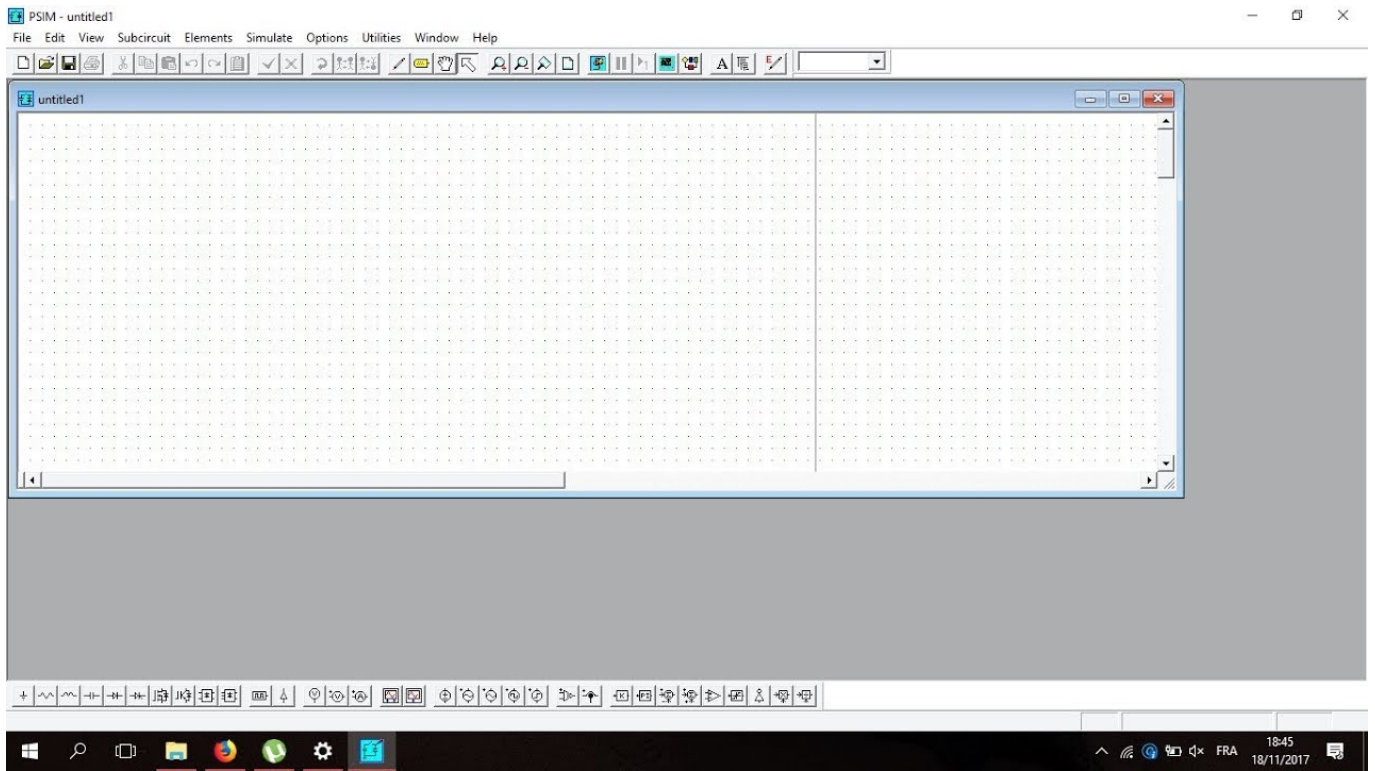 PSIM - untitled1
File Edit View Subcircuit Elements Simulate Options Utilities Window Help
untitled1
FRA
18:45
18/11/2017